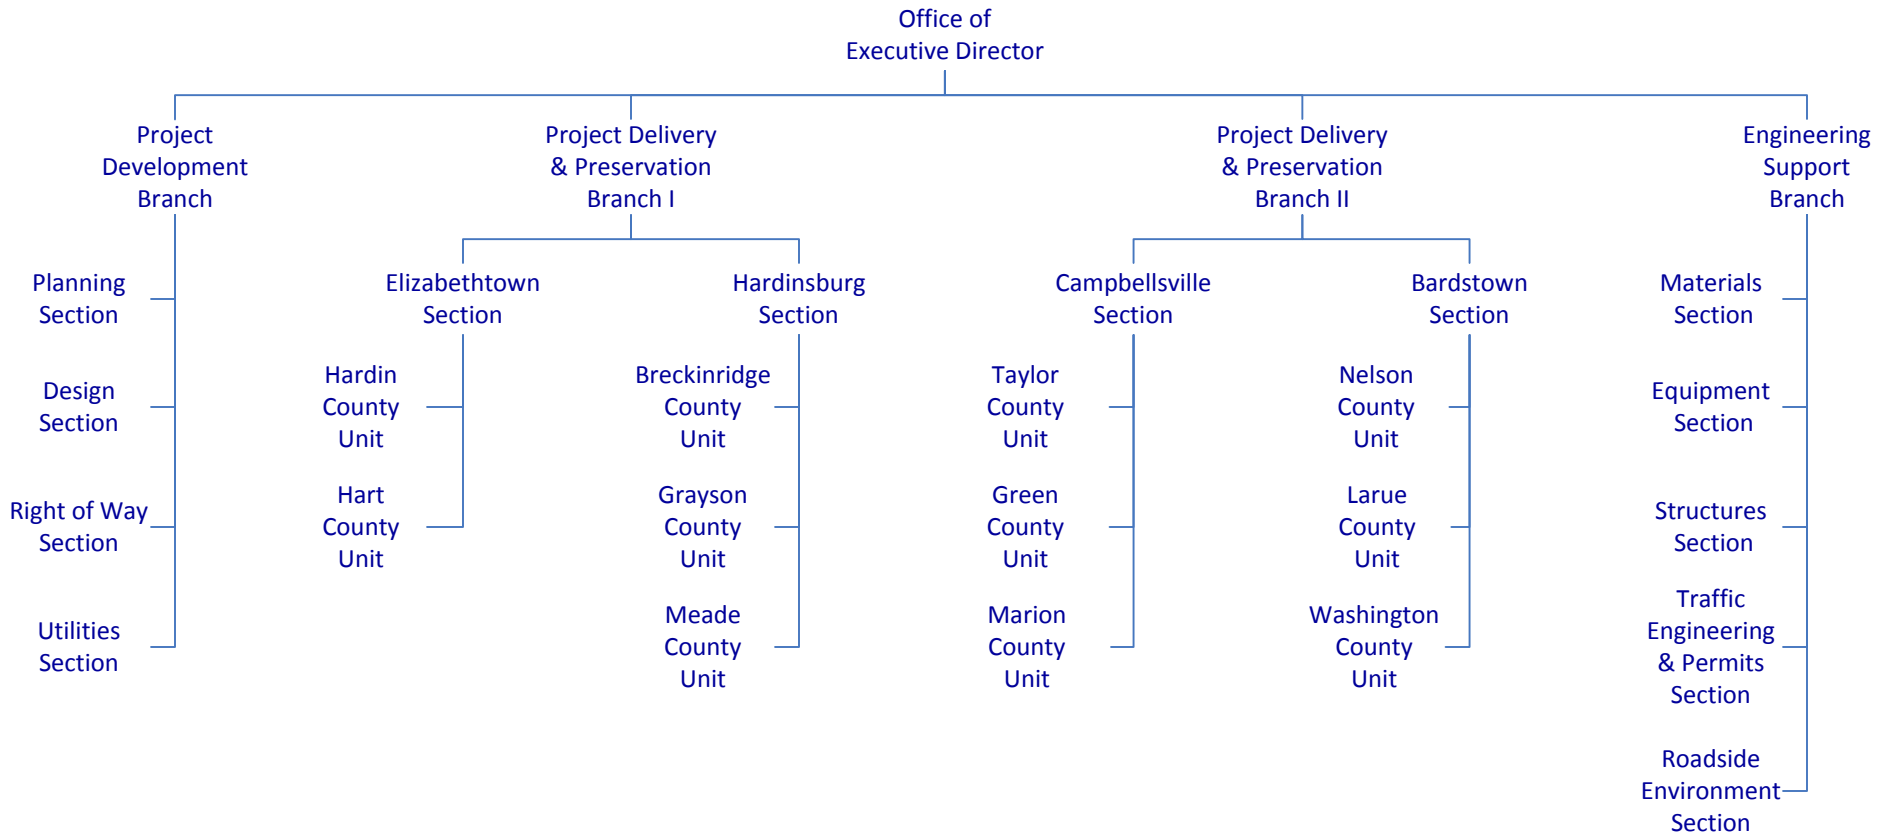 Office of
Executive Director
Project
Development
Branch
Project Delivery
& Preservation
Branch I
Project Delivery
& Preservation
Branch II
Engineering
Support
Branch
Planning
Section
Design
Section
Right of Way
Section
Utilities
Section
Elizabethtown
Section
Hardin
County
Unit
Hart
County
Unit
Hardinsburg
Section
Breckinridge
County
Unit
Grayson
County
Unit
Meade
County
Unit
Campbellsville
Section
Taylor
County
Unit
Green
County
Unit
Marion
County
Unit
Bardstown
Section
Nelson
County
Unit
Larue
County
Unit
Washington
County
Unit
Materials
Section
Equipment
Section
Structures
Section
Traffic
Engineering
& Permits
Section
Roadside
Environment
Section